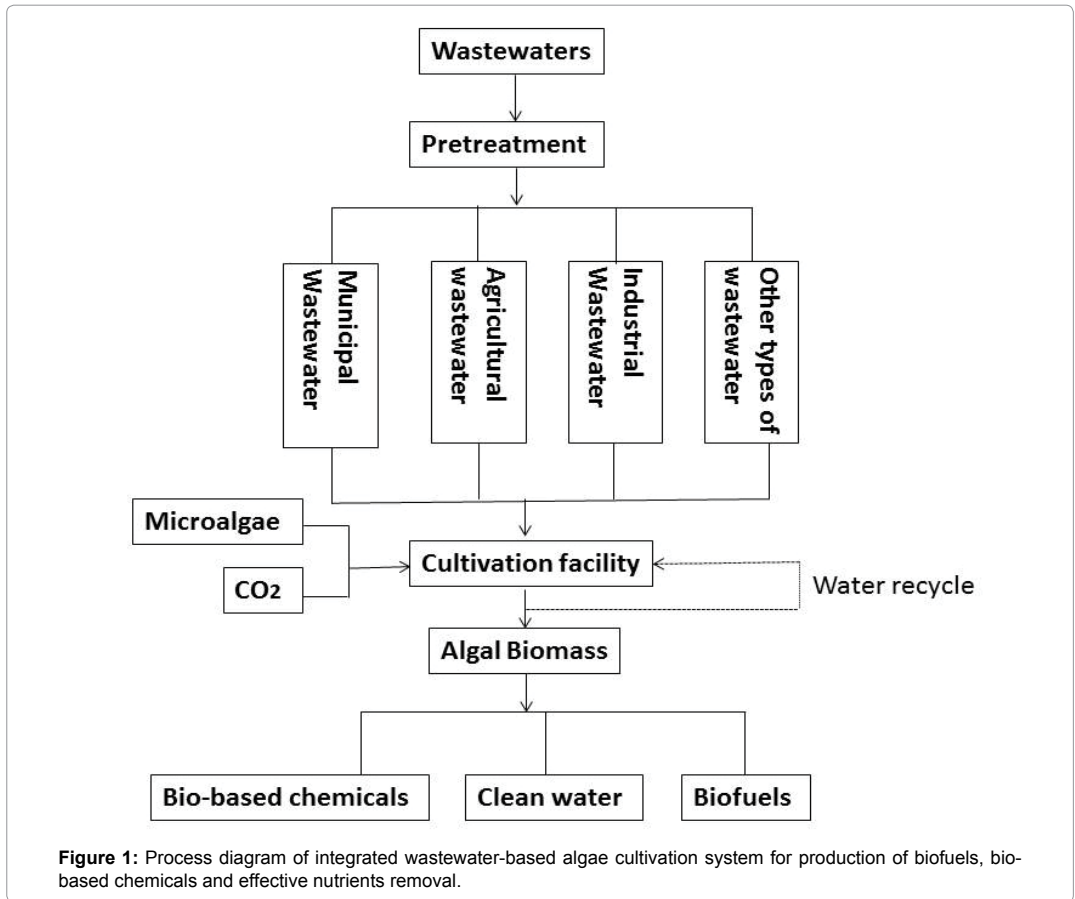 Wastewaters
Pretreatment
Municipal
Wastewater
Agricultural
wastewater
Industrial
Wastewater
Other types of
wastewater
Microalgae
CO2
Cultivation facility
Water recycle
Algal Biomass
Bio-based chemicals
Clean water
Biofuels
Figure 1: Process diagram of integrated wastewater-based algae cultivation system for production of biofuels, bio-
based chemicals and effective nutrients removal.